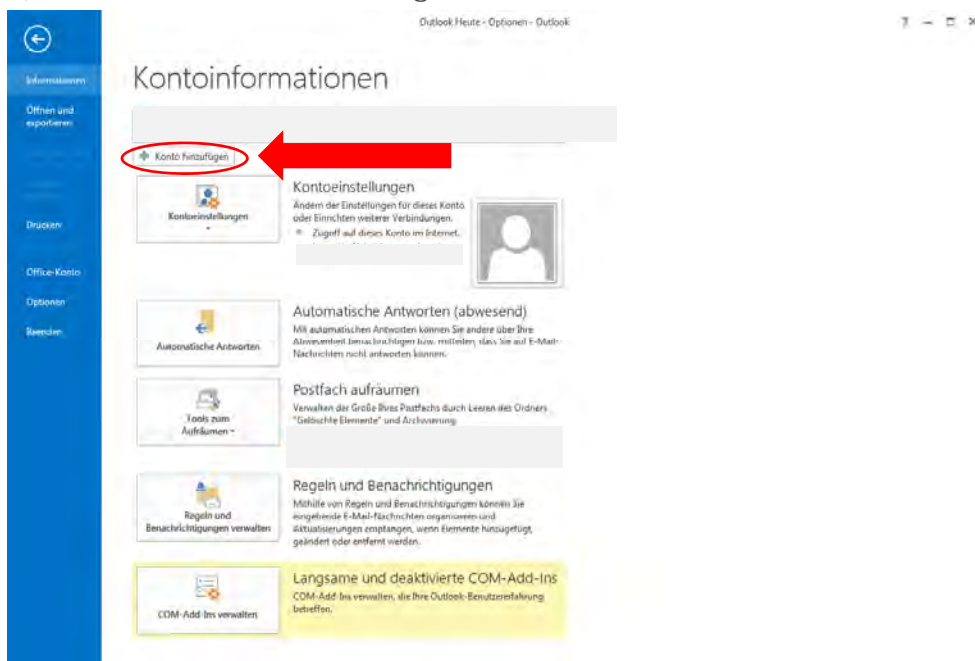 Outlook Heute - Optionen - Outlook
?
Informationen
Öffnen und
exportieren
Drucken
Office-Konto
Optionen
Beenden
Kontoinformationen
Konto hinzufügen
Kontoeinstellungen
Kontoeinstellungen
Ändern der Einstellungen für dieses Konto
oder Einrichten weiterer Verbindungen.
Zugriff auf dieses Konto im Internet.
Automatische Antworten
Automatische Antworten (abwesend)
Mit automatischen Antworten können Sie andere über Ihre
Abwesenheit benachrichtigen bzw. mitteilen, dass Sie auf E-Mail-
Nachrichten nicht antworten können.
Tools zum
Aufräumen
Postfach aufräumen
Verwalten der Größe Ihres Postfachs durch Leeren des Ordners
"Gelöschte Elemente" und Archivierung.
Regeln und
Benachrichtigungen verwalten
Regeln und Benachrichtigungen
Mithilfe von Regeln und Benachrichtigungen können Sie
eingehende E-Mail-Nachrichten organisieren und
Aktualisierungen empfangen, wenn Elemente hinzugefügt,
geändert oder entfernt werden.
COM-Add-Ins verwalten
Langsame und deaktivierte COM-Add-Ins
COM-Add-Ins verwalten, die Ihre Outlook-Benutzererfahrung
betreffen.